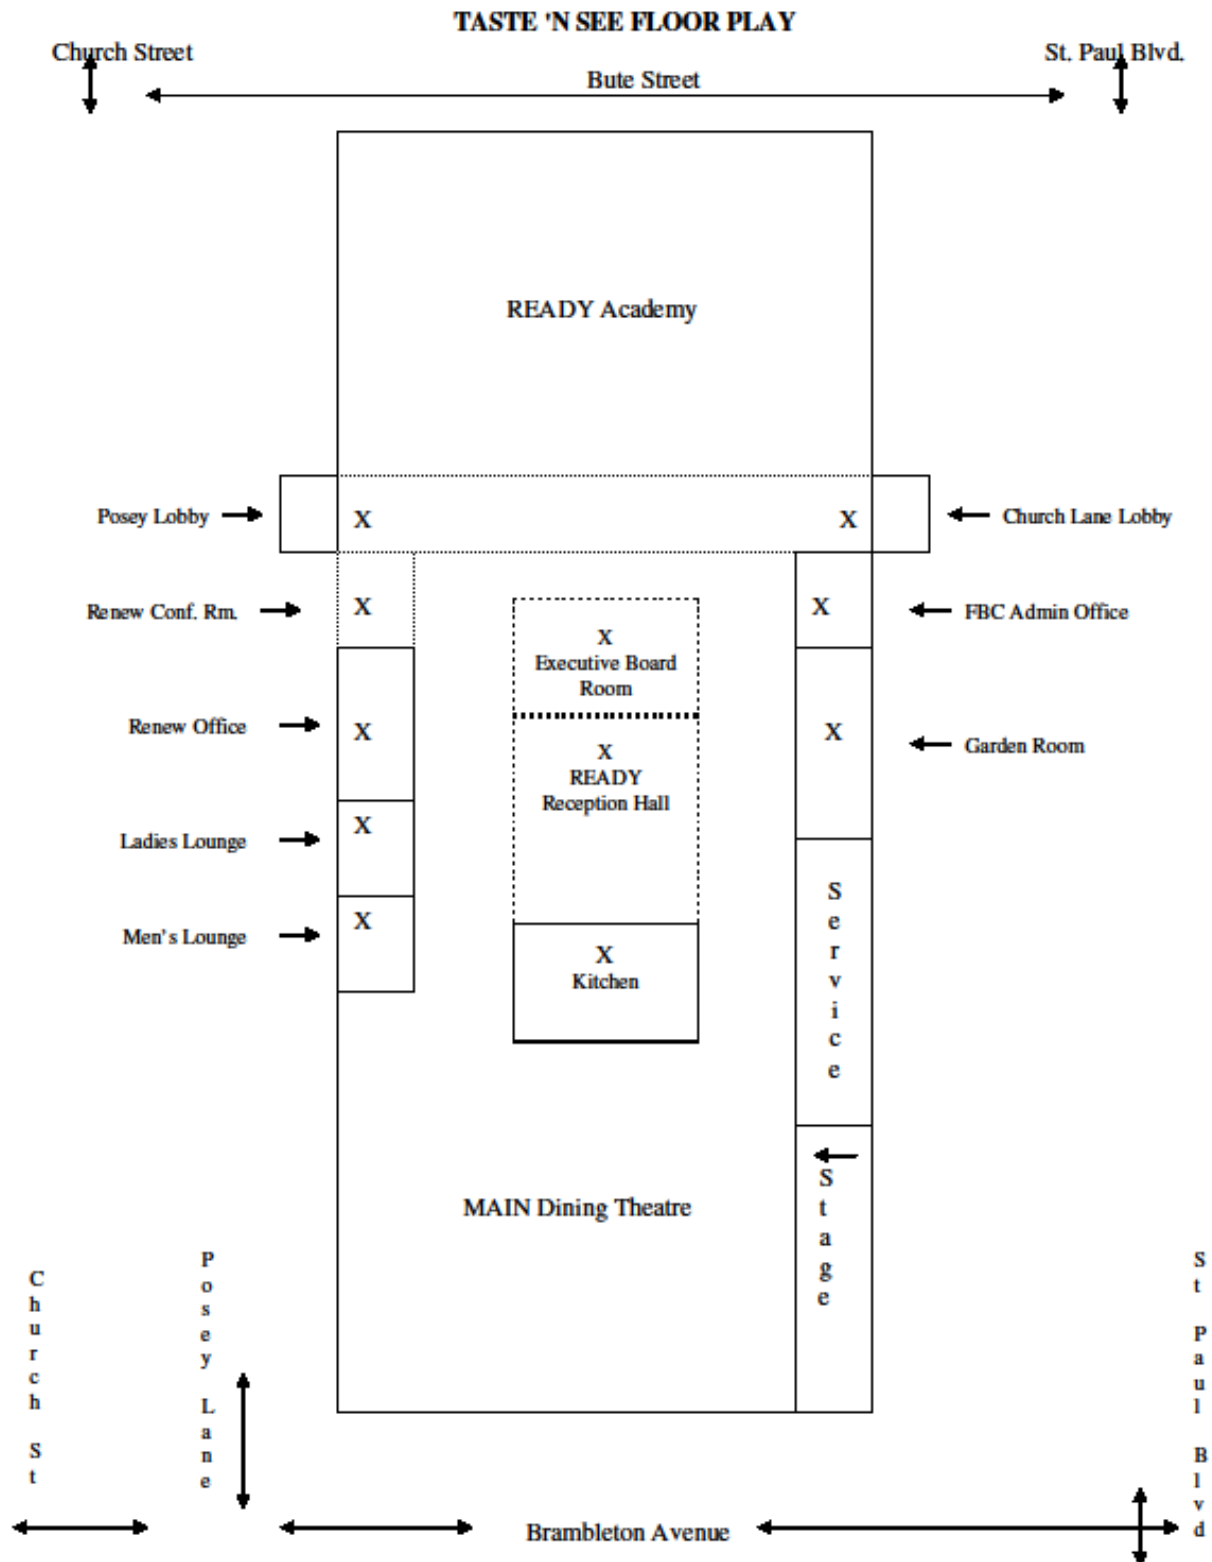 TASTE 'N SEE FLOOR PLAY
Church Street
St. Paul Blvd.
Bute Street
READY Academy
Posey Lobby
X
X
Church Lane Lobby
Renew Conf. Rm.
X
X
Executive Board
Room
X
FBC Admin Office
Renew Office
X
X
READY
Reception Hall
X
Garden Room
Ladies Lounge
X
Men's Lounge
X
X
Kitchen
Service
Stage
MAIN Dining Theatre
Church St
Posey Lane
St Paul Blvd
Brambleton Avenue